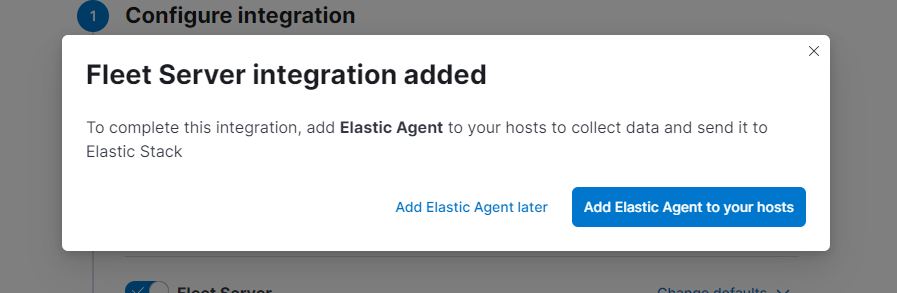 1 Configure integration
Fleet Server integration added
To complete this integration, add Elastic Agent to your hosts to collect data and send it to
Elastic Stack
Add Elastic Agent later Add Elastic Agent to your hosts
Fleet Server Change defaults